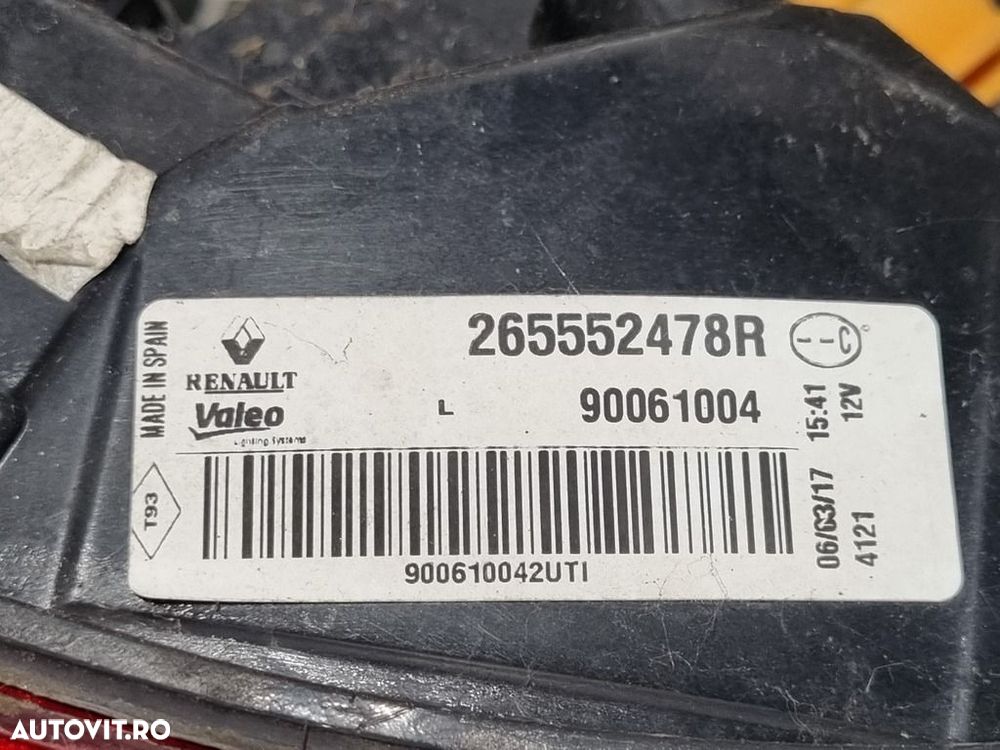 MADE IN SPAIN
RENAULT
Valeo
Lighting Systems
265552478R
L
90061004
15:41
12V
06/03/17
4121
T93
900610042UTI
AUTOVIT.RO